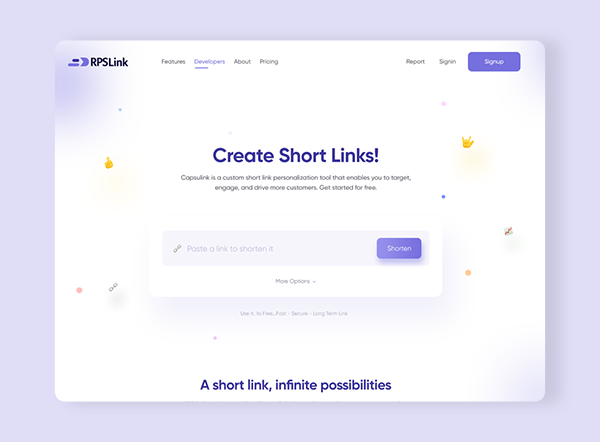 RPSLink
Features Developers About Pricing
Report Signin Signup
Create Short Links!
Capsulink is a custom short link personalization tool that enables you to target,
engage, and drive more customers. Get started for free.
Paste a link to shorten it
Shorten
More Options
Use it, to Free...Fast - Secure - Long Term Link
A short link, infinite possibilities